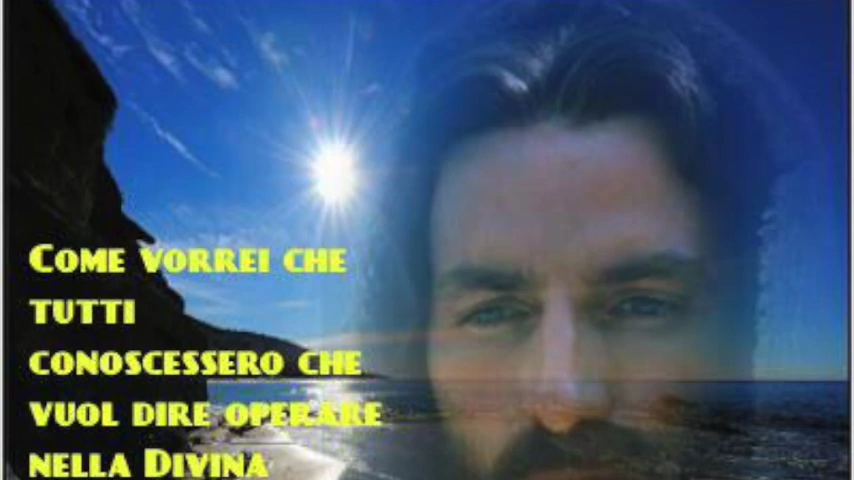 Come vorrei che
tutti
conoscessero che
vuol dire operare
nella Divina